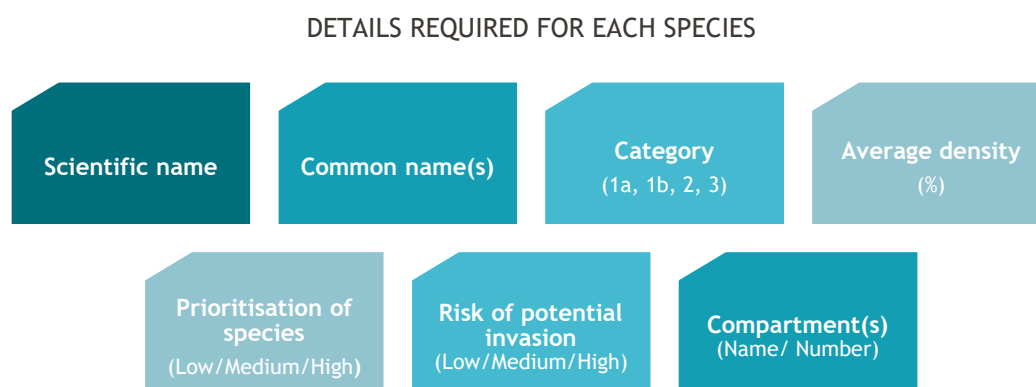 DETAILS REQUIRED FOR EACH SPECIES
Scientific name
Common name(s)
Category
(1a, 1b, 2, 3)
Average density
(%)
Prioritisation of
species
(Low/Medium/High)
Risk of potential
invasion
(Low/Medium/High)
Compartment(s)
(Name/ Number)